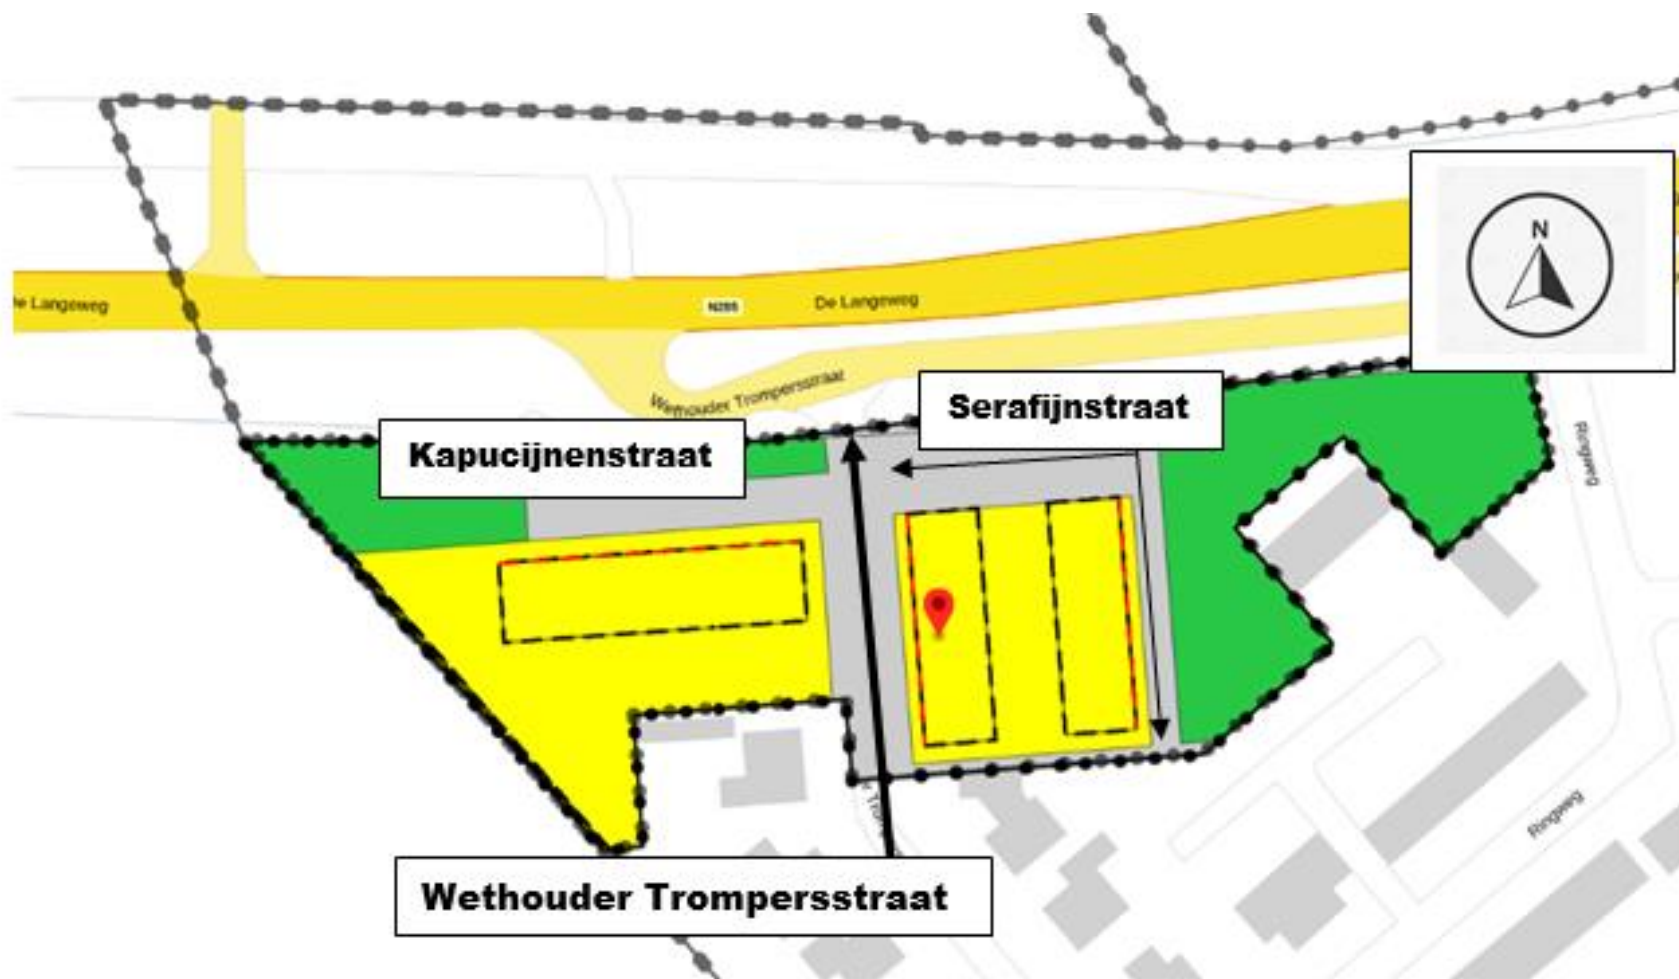 N
De Langeweg
N285
De Langeweg
Wethouder Trompersstraat
Serafijnstraat
Kapucijnenstraat
Ringweg
Wethouder Trompersstraat
Ringweg